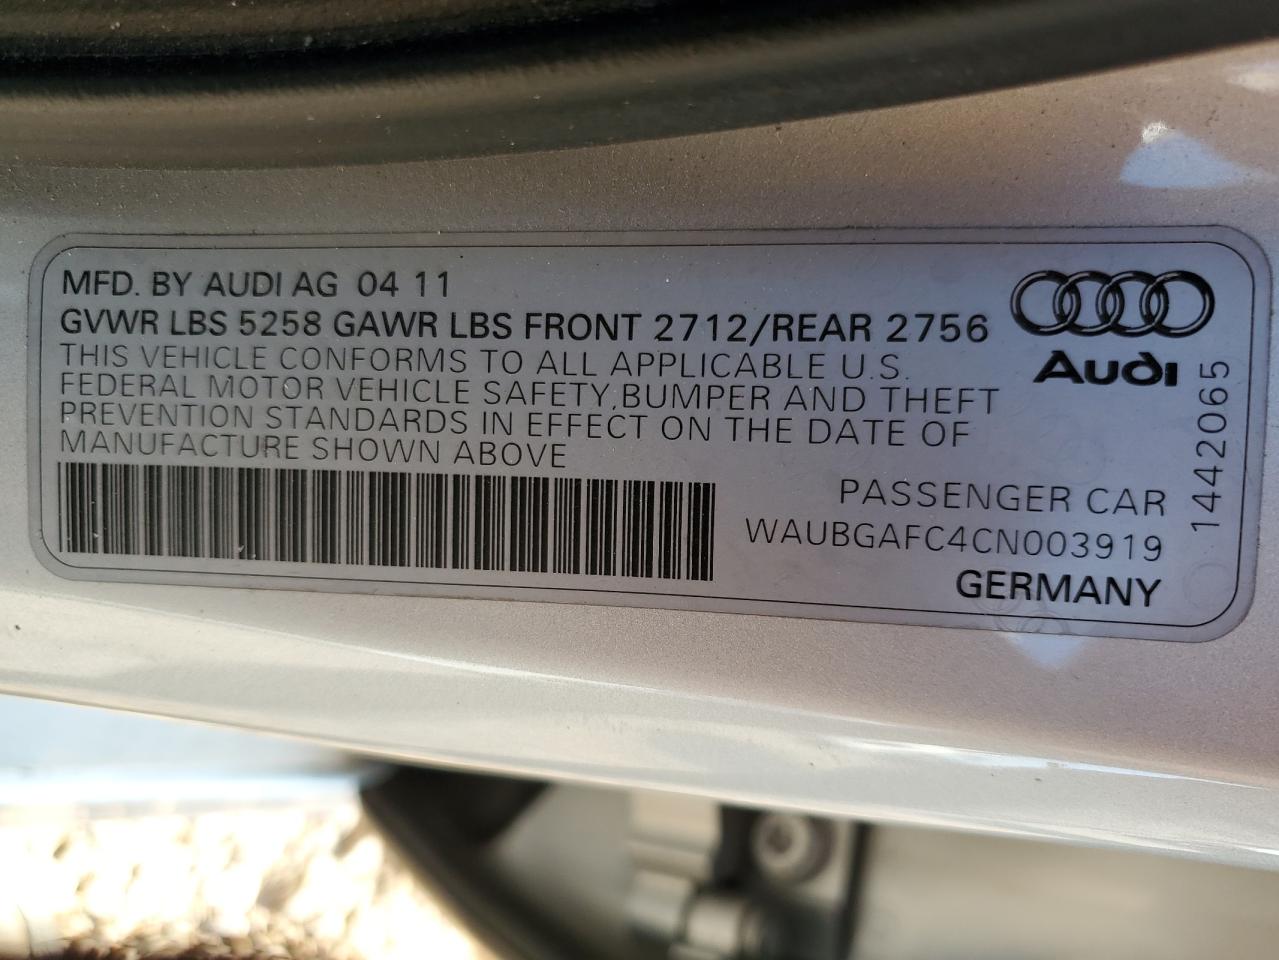 MFD. BY AUDI AG 04 11
GVWR LBS 5258 GAWR LBS FRONT 2712/REAR 2756
THIS VEHICLE CONFORMS TO ALL APPLICABLE U.S.
FEDERAL MOTOR VEHICLE SAFETY,BUMPER AND THEFT
PREVENTION STANDARDS IN EFFECT ON THE DATE OF
MANUFACTURE SHOWN ABOVE
PASSENGER CAR
WAUBGAFC4CN003919
GERMANY
Audi
1442065